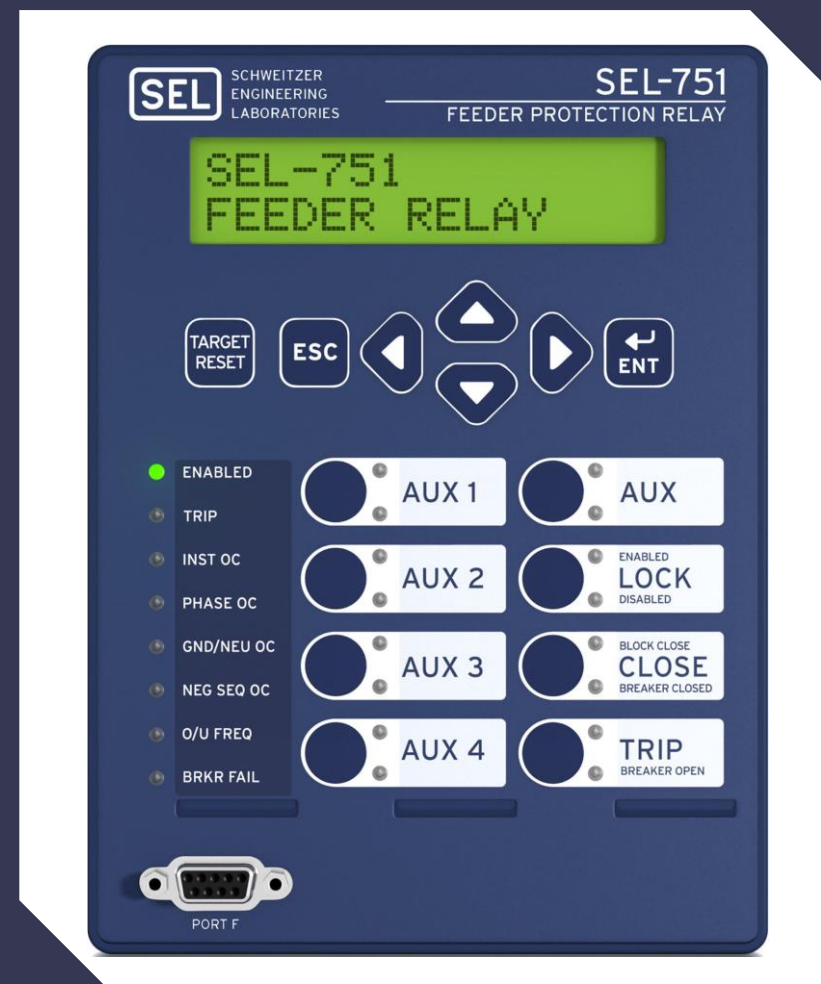 SEL
SCHWEITZER
ENGINEERING
LABORATORIES
SEL-751
FEEDER PROTECTION RELAY
SEL-751
FEEDER RELAY
TARGET
RESET
ESC
ENT
ENABLED
TRIP
INST OC
PHASE OC
GND/NEU OC
NEG SEQ OC
O/U FREQ
BRKR FAIL
AUX 1
AUX 2
AUX 3
AUX 4
AUX
ENABLED
LOCK
DISABLED
BLOCK CLOSE
CLOSE
BREAKER CLOSED
TRIP
BREAKER OPEN
PORT F